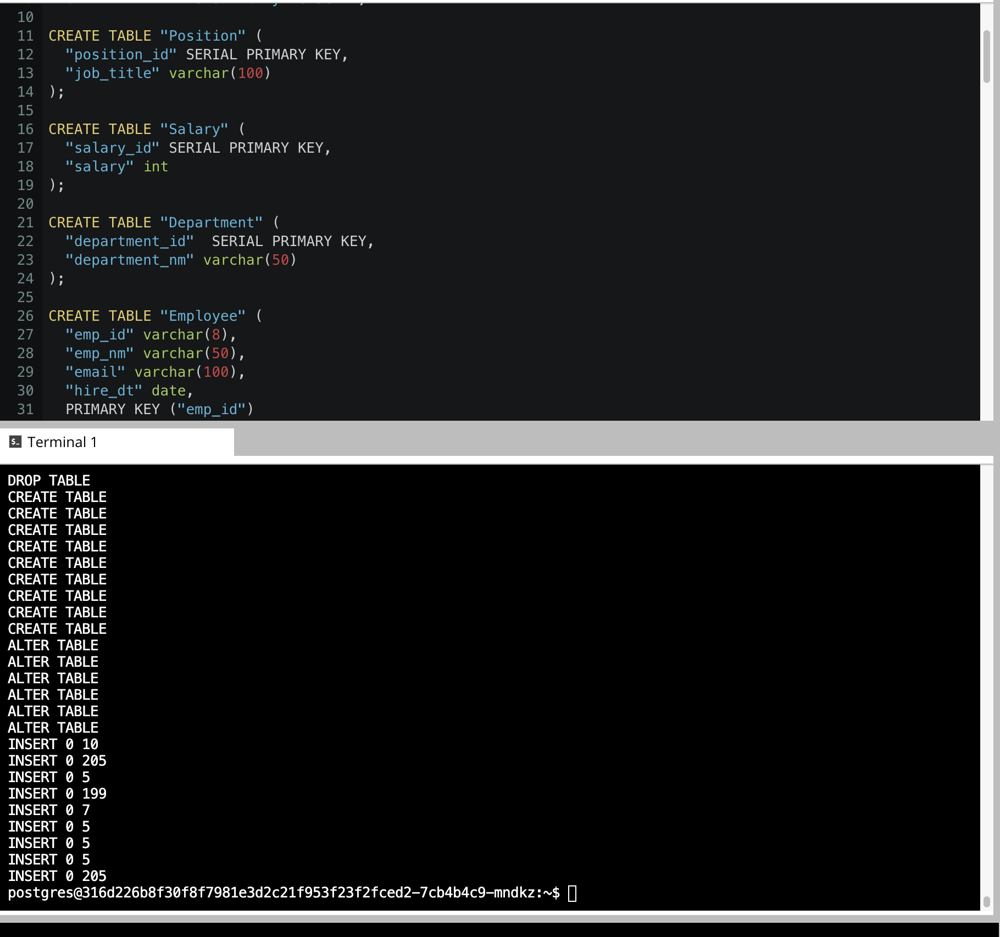 10
11 CREATE TABLE "Position" (
12   "position_id" SERIAL PRIMARY KEY,
13   "job_title" varchar(100)
14 );
15
16 CREATE TABLE "Salary" (
17   "salary_id" SERIAL PRIMARY KEY,
18   "salary" int
19 );
20
21 CREATE TABLE "Department" (
22   "department_id"  SERIAL PRIMARY KEY,
23   "department_nm" varchar(50)
24 );
25
26 CREATE TABLE "Employee" (
27   "emp_id" varchar(8),
28   "emp_nm" varchar(50),
29   "email" varchar(100),
30   "hire_dt" date,
31   PRIMARY KEY ("emp_id")
$_ Terminal 1
DROP TABLE
CREATE TABLE
CREATE TABLE
CREATE TABLE
CREATE TABLE
CREATE TABLE
CREATE TABLE
CREATE TABLE
CREATE TABLE
CREATE TABLE
ALTER TABLE
ALTER TABLE
ALTER TABLE
ALTER TABLE
ALTER TABLE
ALTER TABLE
INSERT 0 10
INSERT 0 205
INSERT 0 5
INSERT 0 199
INSERT 0 7
INSERT 0 5
INSERT 0 5
INSERT 0 5
INSERT 0 205
postgres@316d226b8f30f8f7981e3d2c21f953f23f2fced2-7cb4b4c9-mndkz:~$